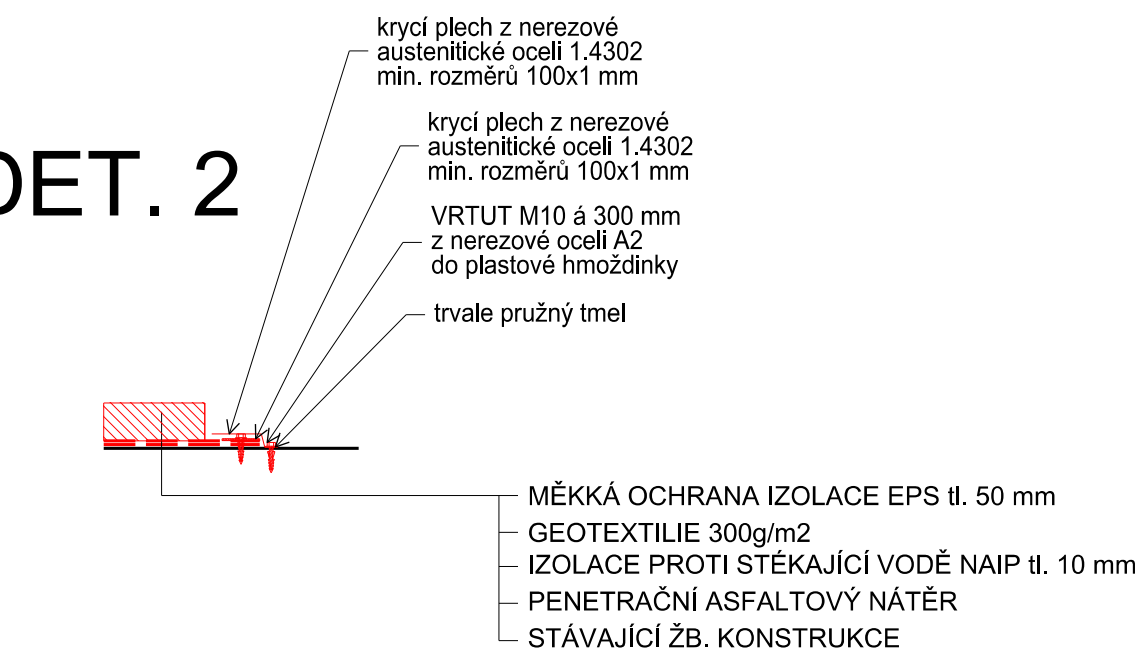 krycí plech z nerezové
austenitické oceli 1.4302
min. rozměrů 100x1 mm
krycí plech z nerezové
austenitické oceli 1.4302
min. rozměrů 100x1 mm
DET. 2
VRTUT M10 á 300 mm
z nerezové oceli A2
do plastové hmoždinky
trvale pružný tmel
MĚKKÁ OCHRANA IZOLACE EPS tl. 50 mm
GEOTEXTILIE 300g/m2
IZOLACE PROTI STÉKAJÍCÍ VODĚ NAIP tl. 10 mm
PENETRAČNÍ ASFALTOVÝ NÁTĚR
STÁVAJÍCÍ ŽB. KONSTRUKCE